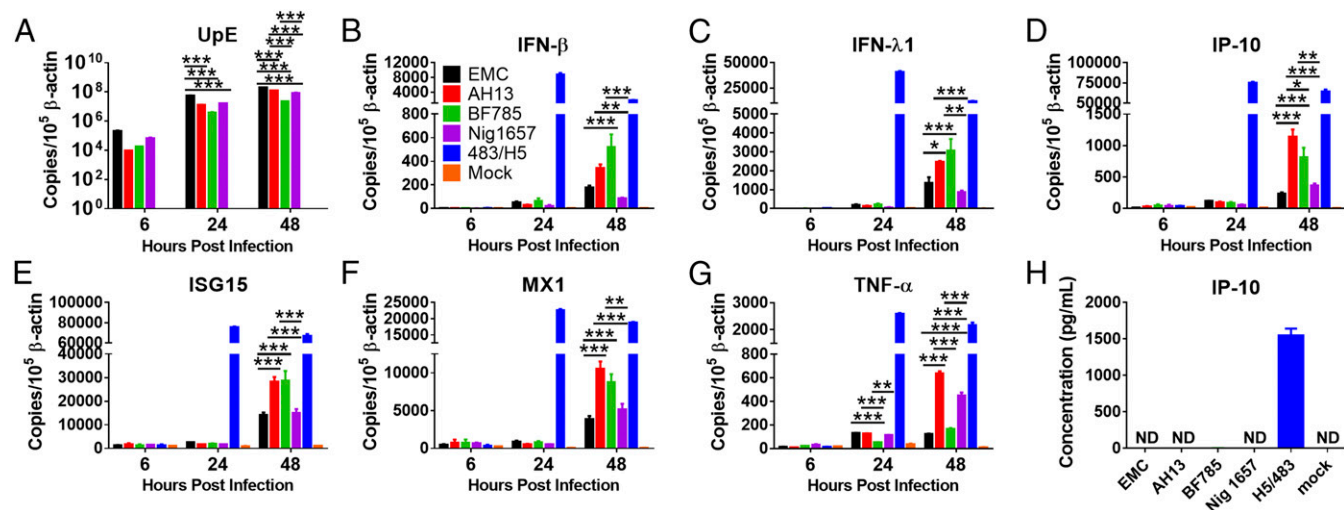 A
UpE
***
***
***
***
***
***
***
***
***
Copies/10⁵ β-actin
10¹⁰
10⁸
10⁶
10⁴
10²
10⁰
6 24 48
Hours Post Infection
B
IFN-β
EMC
AH13
BF785
Nig1657
483/H5
Mock
***
**
***
Copies/10⁵ β-actin
12000
10000
8000
6000
4000
2000
800
600
400
200
0
6 24 48
Hours Post Infection
C
IFN-λ1
***
**
***
*
Copies/10⁵ β-actin
50000
25000
4000
3000
2000
1000
0
6 24 48
Hours Post Infection
D
IP-10
**
***
*
***
***
Copies/10⁵ β-actin
100000
75000
50000
1500
1000
500
0
6 24 48
Hours Post Infection
E
ISG15
***
***
***
***
Copies/10⁵ β-actin
100000
80000
60000
40000
30000
20000
10000
0
6 24 48
Hours Post Infection
F
MX1
**
***
***
***
Copies/10⁵ β-actin
25000
20000
15000
10000
5000
0
6 24 48
Hours Post Infection
G
TNF-α
**
***
***
***
***
***
***
***
Copies/10⁵ β-actin
3000
2000
1000
600
400
200
0
6 24 48
Hours Post Infection
H
IP-10
Concentration (pg/mL)
2000
1500
1000
500
0
ND ND ND ND
EMC
AH13
BF785
Nig 1657
H5/483
mock